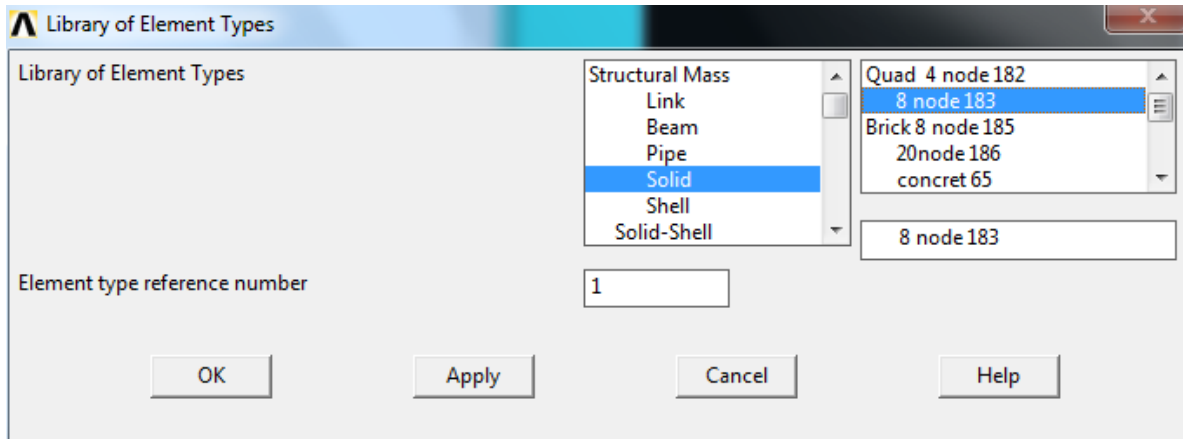 Library of Element Types
Library of Element Types
Structural Mass
Link
Beam
Pipe
Solid
Shell
Solid-Shell
Quad 4 node 182
8 node 183
Brick 8 node 185
20node 186
concret 65
8 node 183
Element type reference number
1
OK
Apply
Cancel
Help